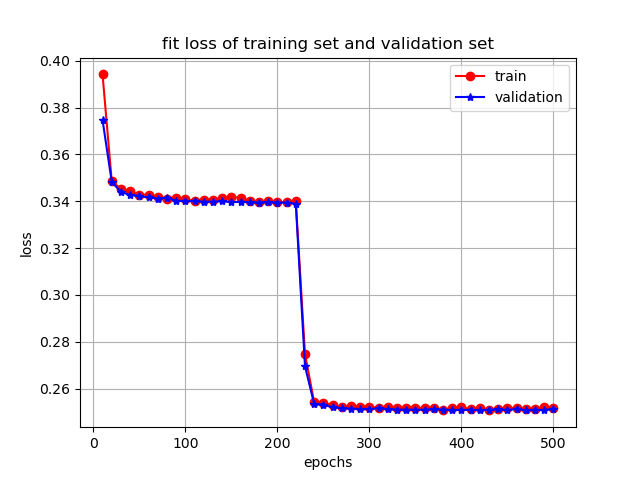 fit loss of training set and validation set
train
validation
0.40
0.38
0.36
0.34
0.32
0.30
0.28
0.26
loss
0
100
200
300
400
500
epochs